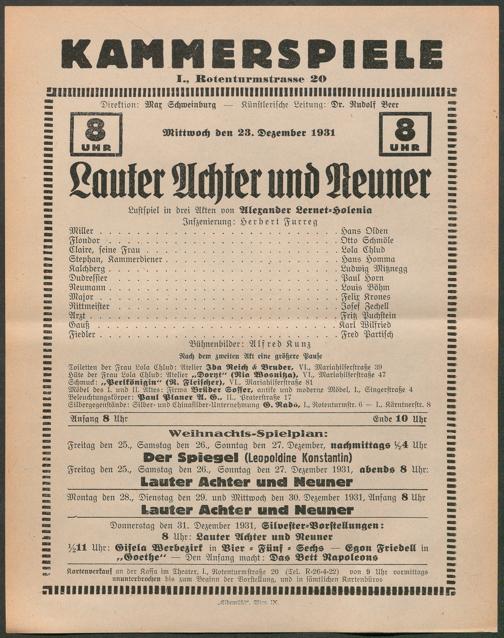 KAMMERSPIELE
I., Rotenturmstrasse 20
Direktion: Max Schweinburg — Künstlerische Leitung: Dr. Rudolf Beer
8 UHR
Mittwoch den 23. Dezember 1931
8 UHR
Lauter Achter und Neuner
Lustspiel in drei Akten von Alexander Lernet-Holenia
Inszenierung: Herbert Furreg
Miller . . . Hans Olden
Flondor . . . Otto Schmöle
Claire, seine Frau . . . Lola Chlud
Stephan, Kammerdiener . . . Hans Homma
Kalchberg . . . Ludwig Mitznegg
Dudressier . . . Paul Horn
Neumann . . . Louis Böhm
Major . . . Felix Krones
Rittmeister . . . Josef Zechell
Arzt . . . Fritz Puchstein
Gauß . . . Karl Wilfried
Fiedler . . . Fred Partisch
Bühnenbilder: Alfred Kunz
Nach dem zweiten Akt eine größere Pause
Toiletten der Frau Lola Chlud: Atelier Ida Reich & Bruder, VI., Mariahilferstraße 39
Hüte der Frau Lola Chlud: Atelier „Dornt“ (Ria Wosnitza), VI., Mariahilferstraße 47
Schmuck: „Perlkönigin“ (R. Fleischer), VI., Mariahilferstraße 81
Möbel des I. und II. Aktes: Firma Brüder Soffer, antike und moderne Möbel, I., Singerstraße 4
Beleuchtungskörper: Paul Planer A. G., II., Praterstraße 17
Silbergegenstände: Silber- und Chinasilber-Unternehmung G. Rado, I., Rotenturmstr. 6 — I., Kärntnerstr. 8
Anfang 8 Uhr Ende 10 Uhr
Weihnachts-Spielplan:
Freitag den 25., Samstag den 26., Sonntag den 27. Dezember, nachmittags ¼4 Uhr
Der Spiegel (Leopoldine Konstantin)
Freitag den 25., Samstag den 26., Sonntag den 27. Dezember 1931, abends 8 Uhr:
Lauter Achter und Neuner
Montag den 28., Dienstag den 29. und Mittwoch den 30. Dezember 1931, Anfang 8 Uhr
Lauter Achter und Neuner
Donnerstag den 31. Dezember 1931, Silvester-Vorstellungen:
8 Uhr: Lauter Achter und Neuner
½11 Uhr: Gisela Werbezirk in Vier - Fünf - Sechs — Egon Friedell in
„Goethe“ — Den Anfang macht: Das Bett Napoleons
Kartenverkauf an der Kassa im Theater, I., Rotenturmstraße 20 (Tel. R-26-4-22) von 9 Uhr vormittags
ununterbrochen bis zum Beginn der Vorstellung, und in sämtlichen Kartenbüros
„Elbemühl“, Wien IX.